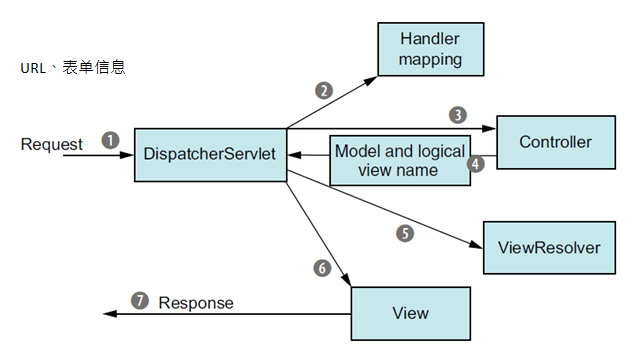 Handler
mapping
URL、表单信息
2
3
1
Request
DispatcherServlet
Model and logical
view name
4
Controller
5
ViewResolver
6
7
Response
View